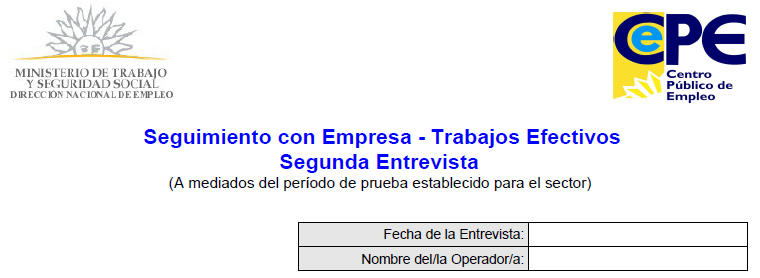 MINISTERIO DE TRABAJO
Y SEGURIDAD SOCIAL
DIRECCIÓN NACIONAL DE EMPLEO
CePE
Centro
Público de
Empleo
Seguimiento con Empresa - Trabajos Efectivos
Segunda Entrevista
(A mediados del período de prueba establecido para el sector)
Fecha de la Entrevista:
Nombre del/la Operador/a: